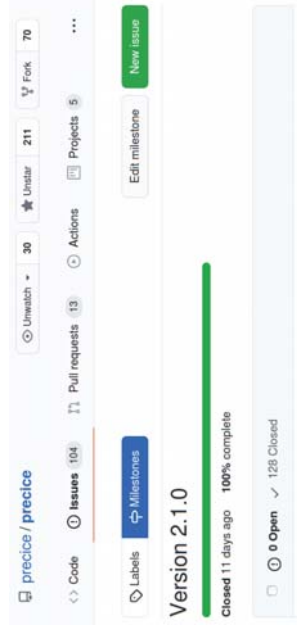 precice / precice
Unwatch 30 Unstar 211 Fork 70
Code Issues 104 Pull requests 13 Actions Projects 5 ...
Labels Milestones Edit milestone New issue
Version 2.1.0
Closed 11 days ago 100% complete
0 Open 128 Closed